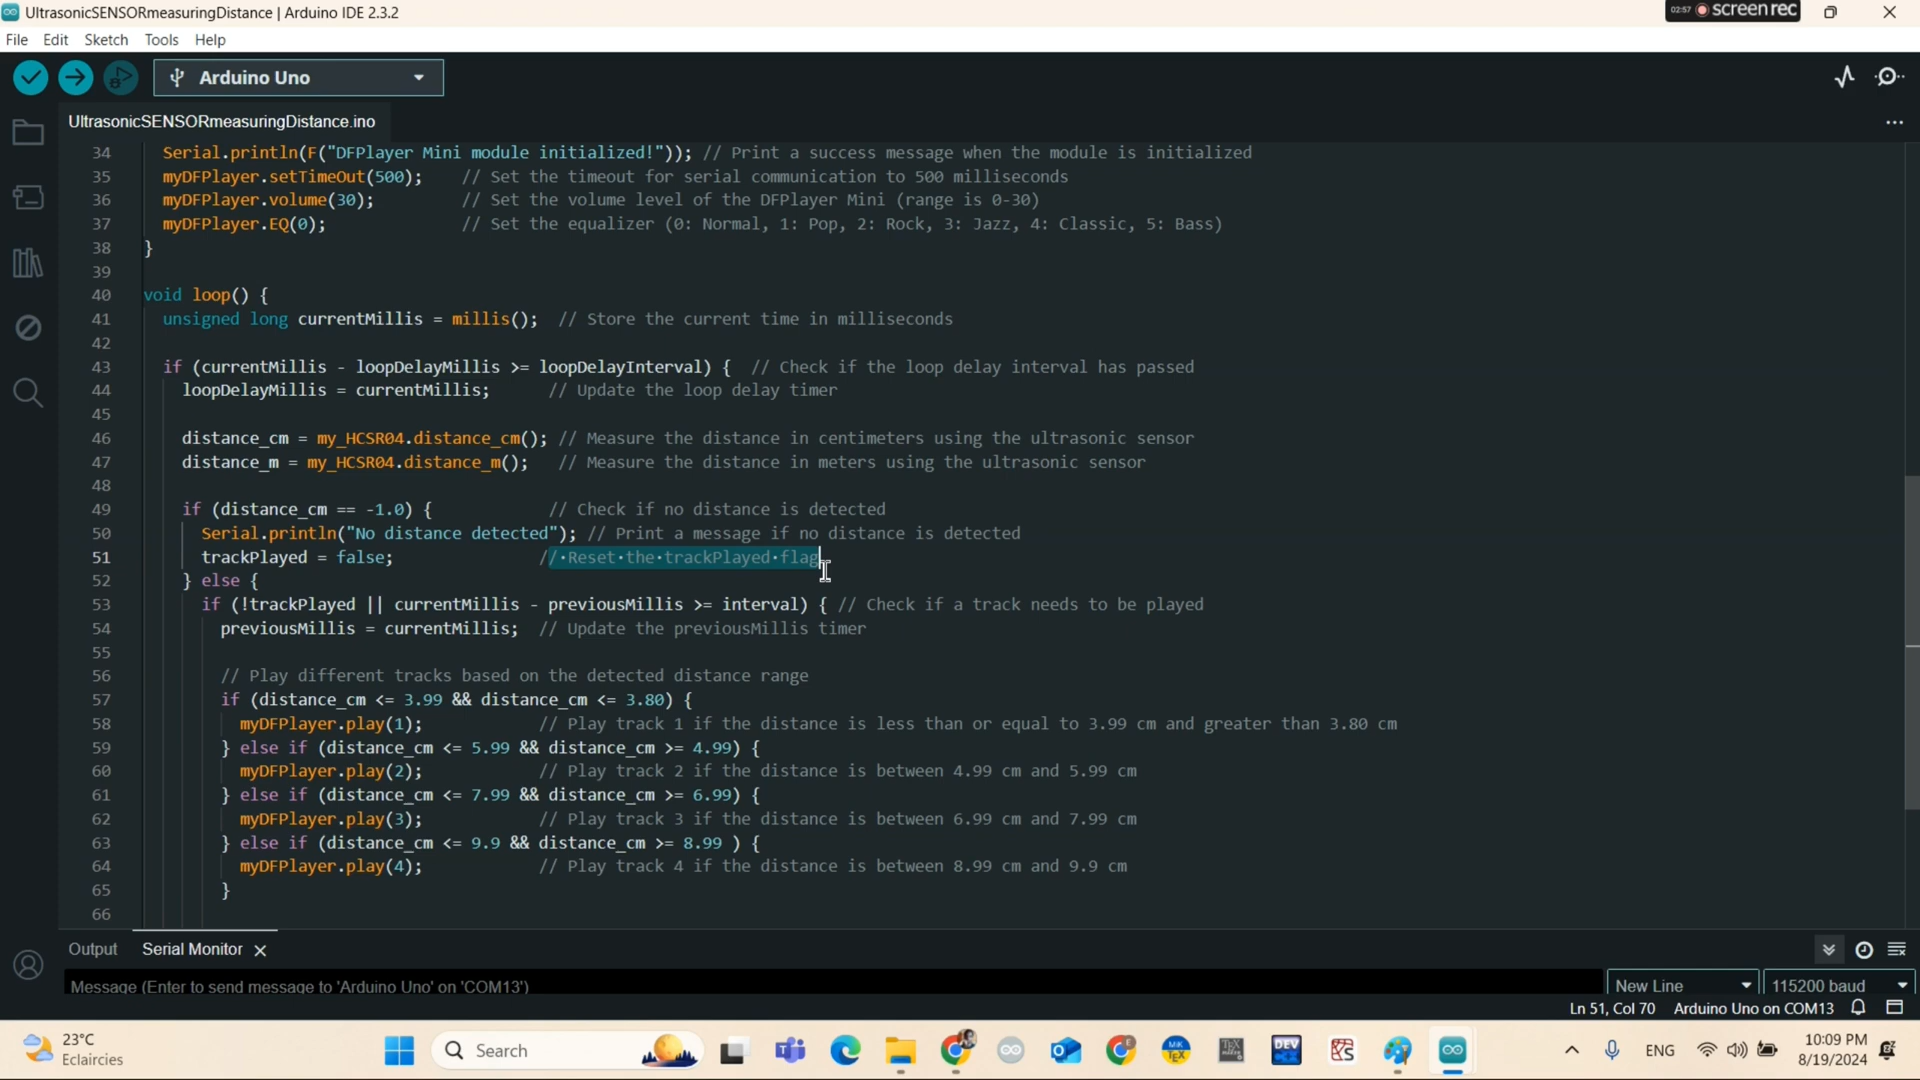 UltrasonicSENSORmeasuringDistance | Arduino IDE 2.3.2
02:57 screen rec
File Edit Sketch Tools Help
Arduino Uno
UltrasonicSENSORmeasuringDistance.ino
34 Serial.println(F("DFPlayer Mini module initialized!")); // Print a success message when the module is initialized
35 myDFPlayer.setTimeOut(500); // Set the timeout for serial communication to 500 milliseconds
36 myDFPlayer.volume(30); // Set the volume level of the DFPlayer Mini (range is 0-30)
37 myDFPlayer.EQ(0); // Set the equalizer (0: Normal, 1: Pop, 2: Rock, 3: Jazz, 4: Classic, 5: Bass)
38 }
39
40 void loop() {
41 unsigned long currentMillis = millis(); // Store the current time in milliseconds
42
43 if (currentMillis - loopDelayMillis >= loopDelayInterval) { // Check if the loop delay interval has passed
44 loopDelayMillis = currentMillis; // Update the loop delay timer
45
46 distance_cm = my_HCSR04.distance_cm(); // Measure the distance in centimeters using the ultrasonic sensor
47 distance_m = my_HCSR04.distance_m(); // Measure the distance in meters using the ultrasonic sensor
48
49 if (distance_cm == -1.0) { // Check if no distance is detected
50 Serial.println("No distance detected"); // Print a message if no distance is detected
51 trackPlayed = false; //·Reset·the·trackPlayed·flag
52 } else {
53 if (!trackPlayed || currentMillis - previousMillis >= interval) { // Check if a track needs to be played
54 previousMillis = currentMillis; // Update the previousMillis timer
55
56 // Play different tracks based on the detected distance range
57 if (distance_cm <= 3.99 && distance_cm <= 3.80) {
58 myDFPlayer.play(1); // Play track 1 if the distance is less than or equal to 3.99 cm and greater than 3.80 cm
59 } else if (distance_cm <= 5.99 && distance_cm >= 4.99) {
60 myDFPlayer.play(2); // Play track 2 if the distance is between 4.99 cm and 5.99 cm
61 } else if (distance_cm <= 7.99 && distance_cm >= 6.99) {
62 myDFPlayer.play(3); // Play track 3 if the distance is between 6.99 cm and 7.99 cm
63 } else if (distance_cm <= 9.9 && distance_cm >= 8.99 ) {
64 myDFPlayer.play(4); // Play track 4 if the distance is between 8.99 cm and 9.9 cm
65 }
66
Output Serial Monitor
Message (Enter to send message to 'Arduino Uno' on 'COM13') New Line 115200 baud
Ln 51, Col 70 Arduino Uno on COM13
23°C
Eclaircies
Search
ENG
10:09 PM
8/19/2024